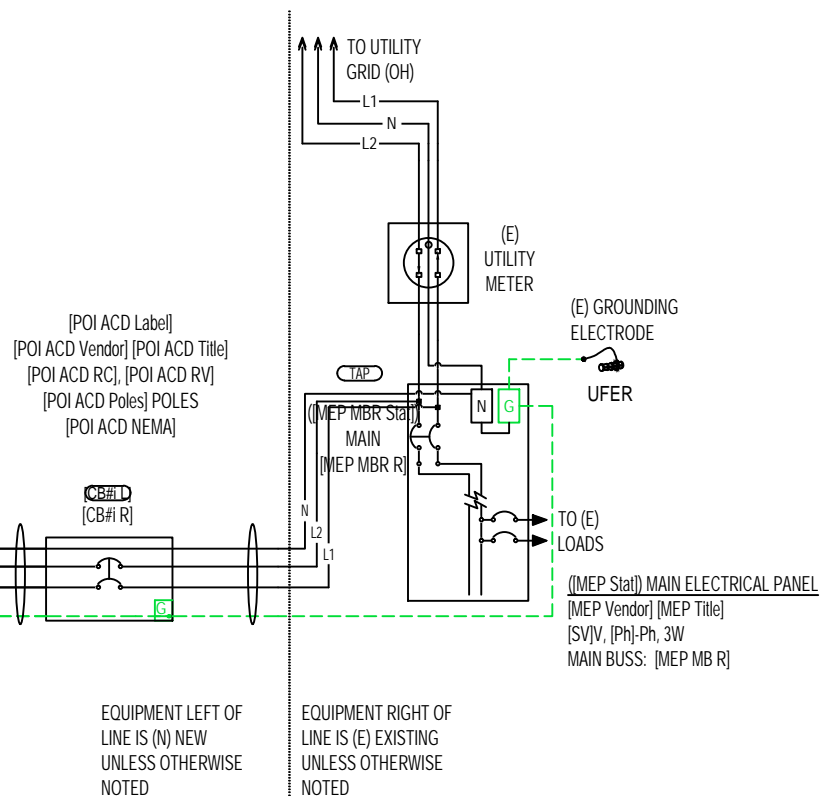 TO UTILITY
GRID (OH)
L1
N
L2
(E)
UTILITY
METER
(E) GROUNDING
ELECTRODE
UFER
[POI ACD Label]
[POI ACD Vendor] [POI ACD Title]
[POI ACD RC], [POI ACD RV]
[POI ACD Poles] POLES
[POI ACD NEMA]
TAP
([MEP MBR Stat])
MAIN
[MEP MBR R]
N
G
[CB#i L]
[CB#i R]
N
L2
L1
G
TO (E)
LOADS
([MEP Stat]) MAIN ELECTRICAL PANEL
[MEP Vendor] [MEP Title]
[SV]V, [Ph]-Ph, 3W
MAIN BUSS: [MEP MB R]
EQUIPMENT LEFT OF
LINE IS (N) NEW
UNLESS OTHERWISE
NOTED
EQUIPMENT RIGHT OF
LINE IS (E) EXISTING
UNLESS OTHERWISE
NOTED